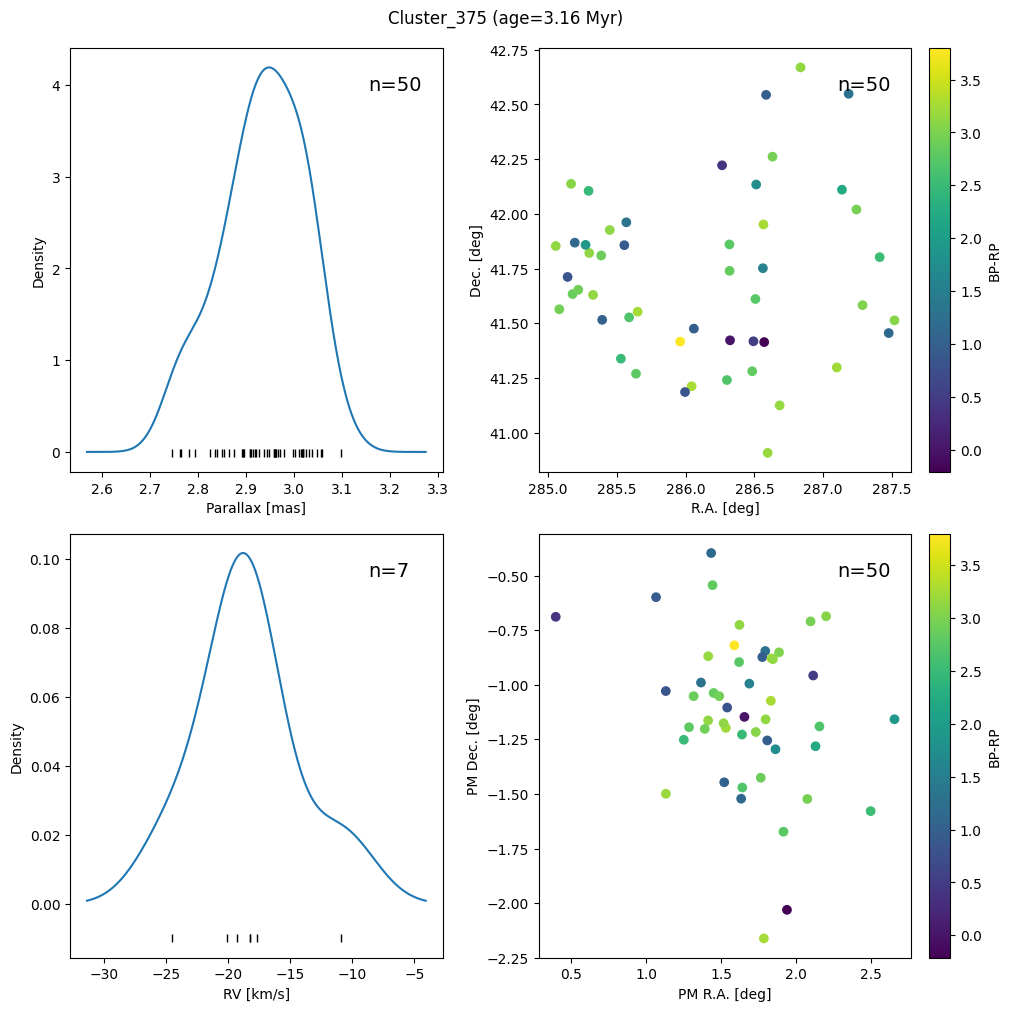 Cluster_375 (age=3.16 Myr)
n=50
4
3
2
1
0
Density
2.6 2.7 2.8 2.9 3.0 3.1 3.2 3.3
Parallax [mas]
n=50
42.75
42.50
42.25
42.00
41.75
41.50
41.25
41.00
Dec. [deg]
285.0 285.5 286.0 286.5 287.0 287.5
R.A. [deg]
3.5
3.0
2.5
2.0
1.5
1.0
0.5
0.0
BP-RP
n=7
0.10
0.08
0.06
0.04
0.02
0.00
Density
−30 −25 −20 −15 −10 −5
RV [km/s]
n=50
−0.50
−0.75
−1.00
−1.25
−1.50
−1.75
−2.00
−2.25
PM Dec. [deg]
0.5 1.0 1.5 2.0 2.5
PM R.A. [deg]
3.5
3.0
2.5
2.0
1.5
1.0
0.5
0.0
BP-RP